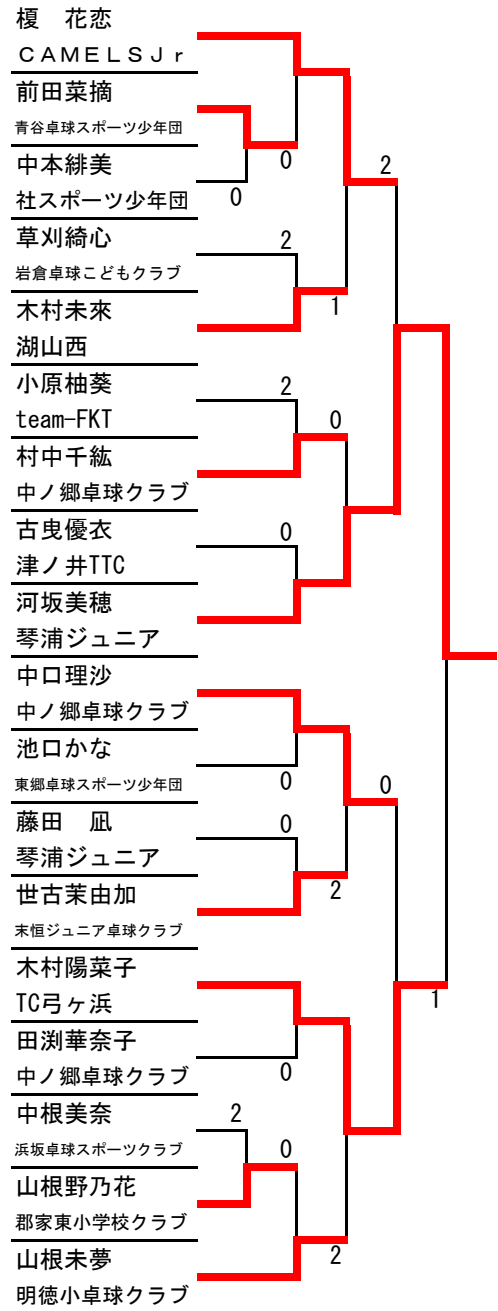 榎　花恋
ＣＡＭＥＬＳＪｒ
前田菜摘
青谷卓球スポーツ少年団
0
2
中本緋美
社スポーツ少年団
0
草刈綺心
2
岩倉卓球こどもクラブ
木村未來
1
湖山西
小原柚葵
2
team-FKT
0
村中千紘
中ノ郷卓球クラブ
古曳優衣
0
津ノ井TTC
河坂美穂
琴浦ジュニア
中口理沙
中ノ郷卓球クラブ
池口かな
東郷卓球スポーツ少年団
0
0
藤田　凪
0
琴浦ジュニア
世古茉由加
2
末恒ジュニア卓球クラブ
木村陽菜子
TC弓ヶ浜
1
田渕華奈子
中ノ郷卓球クラブ
0
中根美奈
2
浜坂卓球スポーツクラブ
0
山根野乃花
郡家東小学校クラブ
山根未夢
2
明徳小卓球クラブ